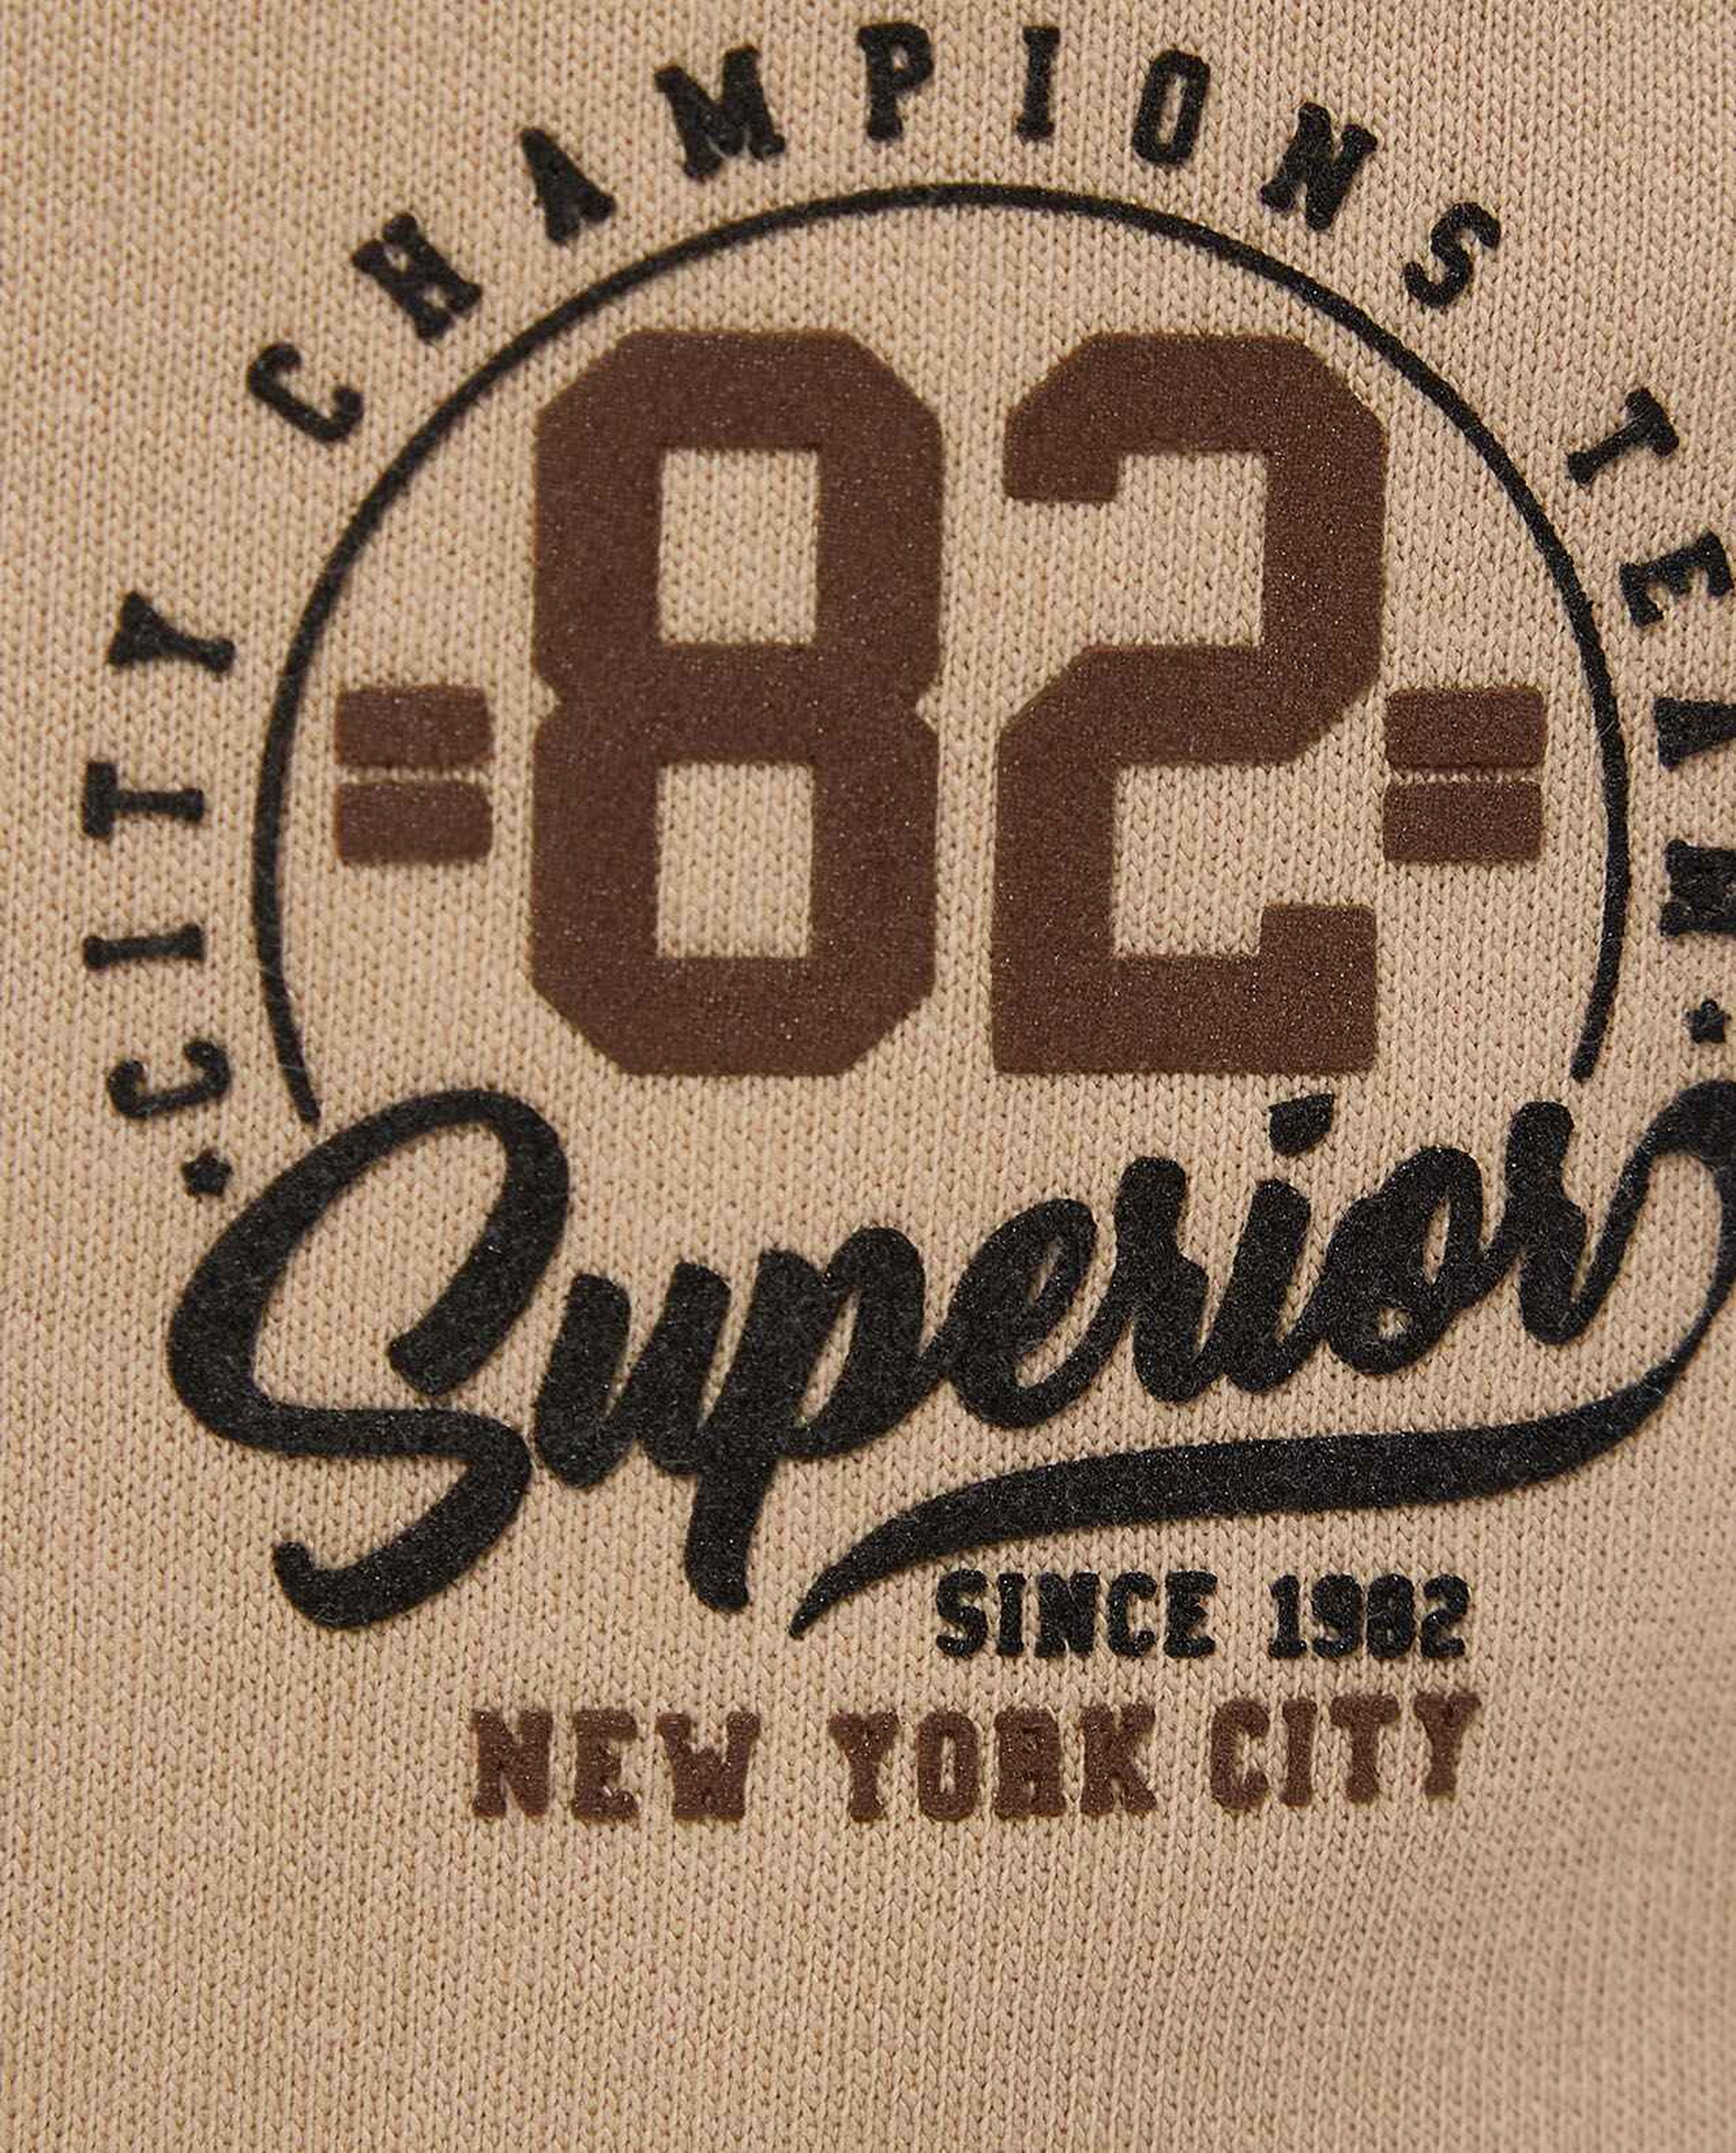 CITY CHAMPIONS TEAM
82
Superior
SINCE 1982
NEW YORK CITY